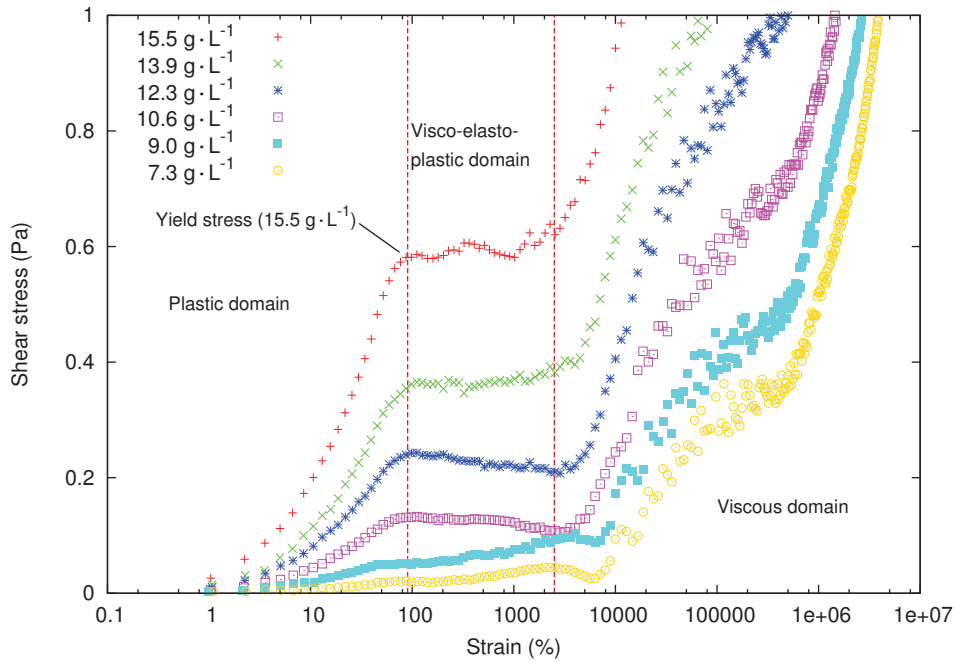 15.5 g·L⁻¹
13.9 g·L⁻¹
12.3 g·L⁻¹
10.6 g·L⁻¹
9.0 g·L⁻¹
7.3 g·L⁻¹
Visco-elasto-
plastic domain
Yield stress (15.5 g·L⁻¹)
Plastic domain
Viscous domain
Shear stress (Pa)
1
0.8
0.6
0.4
0.2
0
0.1
1
10
100
1000
10000
100000
1e+06
1e+07
Strain (%)